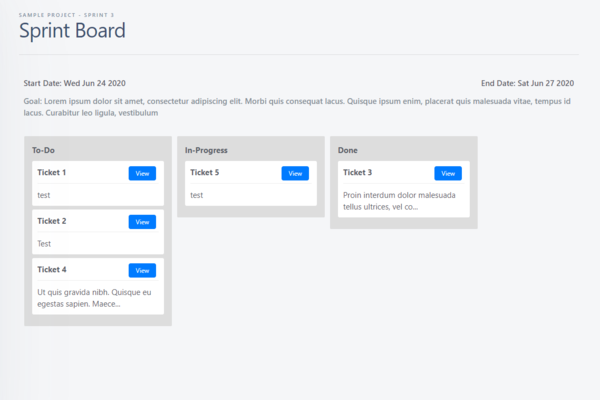 SAMPLE PROJECT - SPRINT 3
Sprint Board
Start Date: Wed Jun 24 2020
End Date: Sat Jun 27 2020
Goal: Lorem ipsum dolor sit amet, consectetur adipiscing elit. Morbi quis consequat lacus. Quisque ipsum enim, placerat quis malesuada vitae, tempus id
lacus. Curabitur leo ligula, vestibulum
To-Do
Ticket 1
View
test
Ticket 2
View
Test
Ticket 4
View
Ut quis gravida nibh. Quisque eu
egestas sapien. Maece...
In-Progress
Ticket 5
View
test
Done
Ticket 3
View
Proin interdum dolor malesuada
tellus ultrices, vel co...